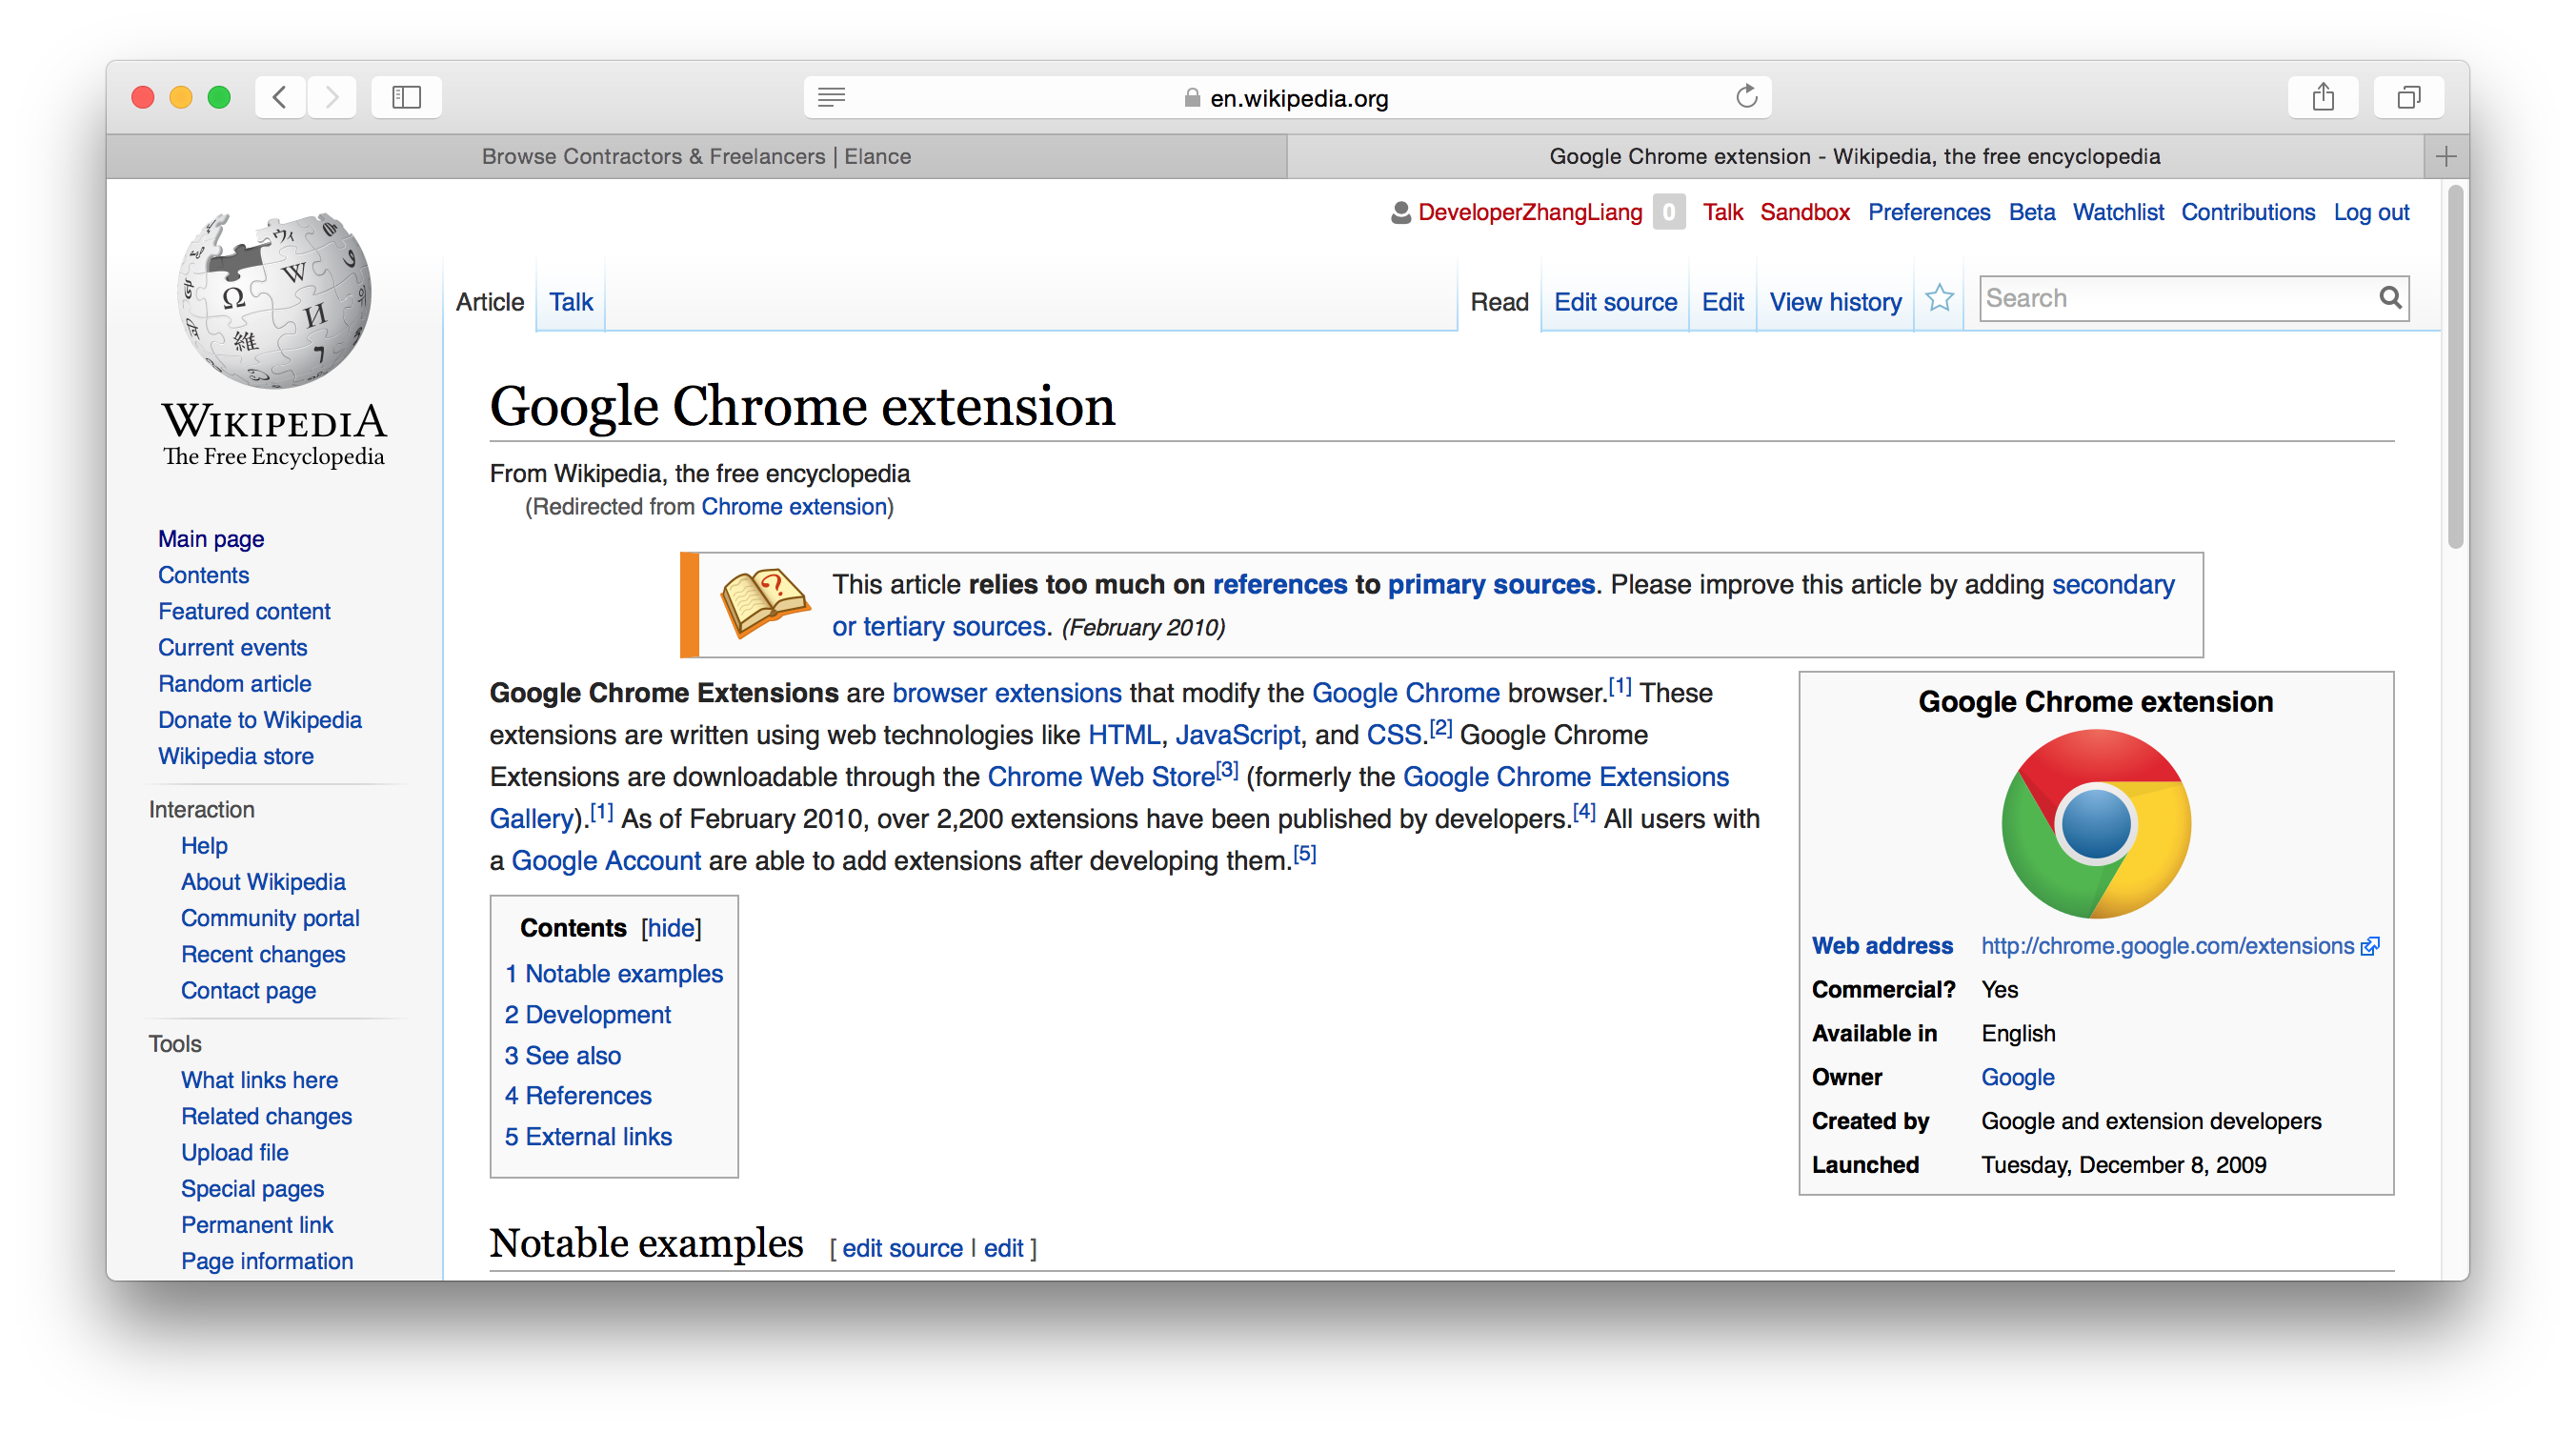 en.wikipedia.org
Browse Contractors & Freelancers | Elance
Google Chrome extension - Wikipedia, the free encyclopedia
DeveloperZhangLiang 0 Talk Sandbox Preferences Beta Watchlist Contributions Log out
Article Talk
Read Edit source Edit View history Search
WIKIPEDIA
The Free Encyclopedia
Main page
Contents
Featured content
Current events
Random article
Donate to Wikipedia
Wikipedia store
Interaction
Help
About Wikipedia
Community portal
Recent changes
Contact page
Tools
What links here
Related changes
Upload file
Special pages
Permanent link
Page information
Google Chrome extension
From Wikipedia, the free encyclopedia
(Redirected from Chrome extension)
This article relies too much on references to primary sources. Please improve this article by adding secondary
or tertiary sources. (February 2010)
Google Chrome Extensions are browser extensions that modify the Google Chrome browser.[1] These
extensions are written using web technologies like HTML, JavaScript, and CSS.[2] Google Chrome
Extensions are downloadable through the Chrome Web Store[3] (formerly the Google Chrome Extensions
Gallery).[1] As of February 2010, over 2,200 extensions have been published by developers.[4] All users with
a Google Account are able to add extensions after developing them.[5]
Google Chrome extension
Web address http://chrome.google.com/extensions
Commercial? Yes
Available in English
Owner Google
Created by Google and extension developers
Launched Tuesday, December 8, 2009
Contents [hide]
1 Notable examples
2 Development
3 See also
4 References
5 External links
Notable examples [ edit source | edit ]